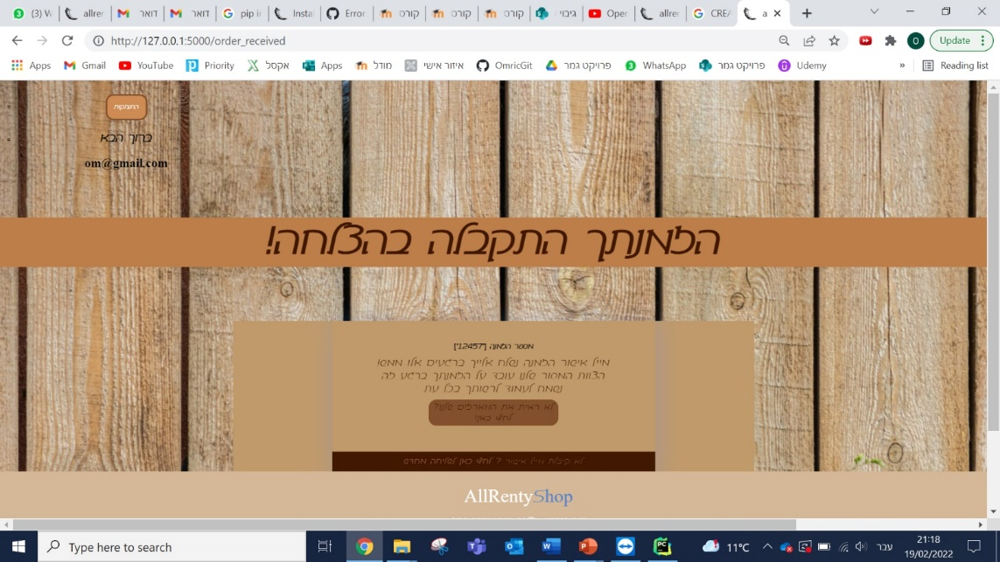 (3) W
allrer
דואר
דואר
pip in
Instal
Error
קורס
קורס
קורס
גיבוי
Oper
allrer
CREA
a
http://127.0.0.1:5000/order_received
Update
Apps
Gmail
YouTube
Priority
אקסל
Apps
מודל
איזור אישי
OmricGit
פרויקט גמר
WhatsApp
פרויקט גמר
Udemy
»
Reading list
התנתקות
ברוך הבא
om@gmail.com
הזמנתך התקבלה בהצלחה!
מספר הזמנה ['12457']
מייל אישור הזמנה נשלח אלייך ברגעים אלו ממש!
הצוות המסור שלנו עובד על הזמנתך ברגע זה
נשמח לעמוד לרשותך בכל עת
לא ראית את המארזים שלנו?
לחץ כאן!
לא קיבלת מייל אישור ? לחץ כאן לשליחה מחדש
AllRentyShop
Type here to search
11°C
עבר
21:18
19/02/2022